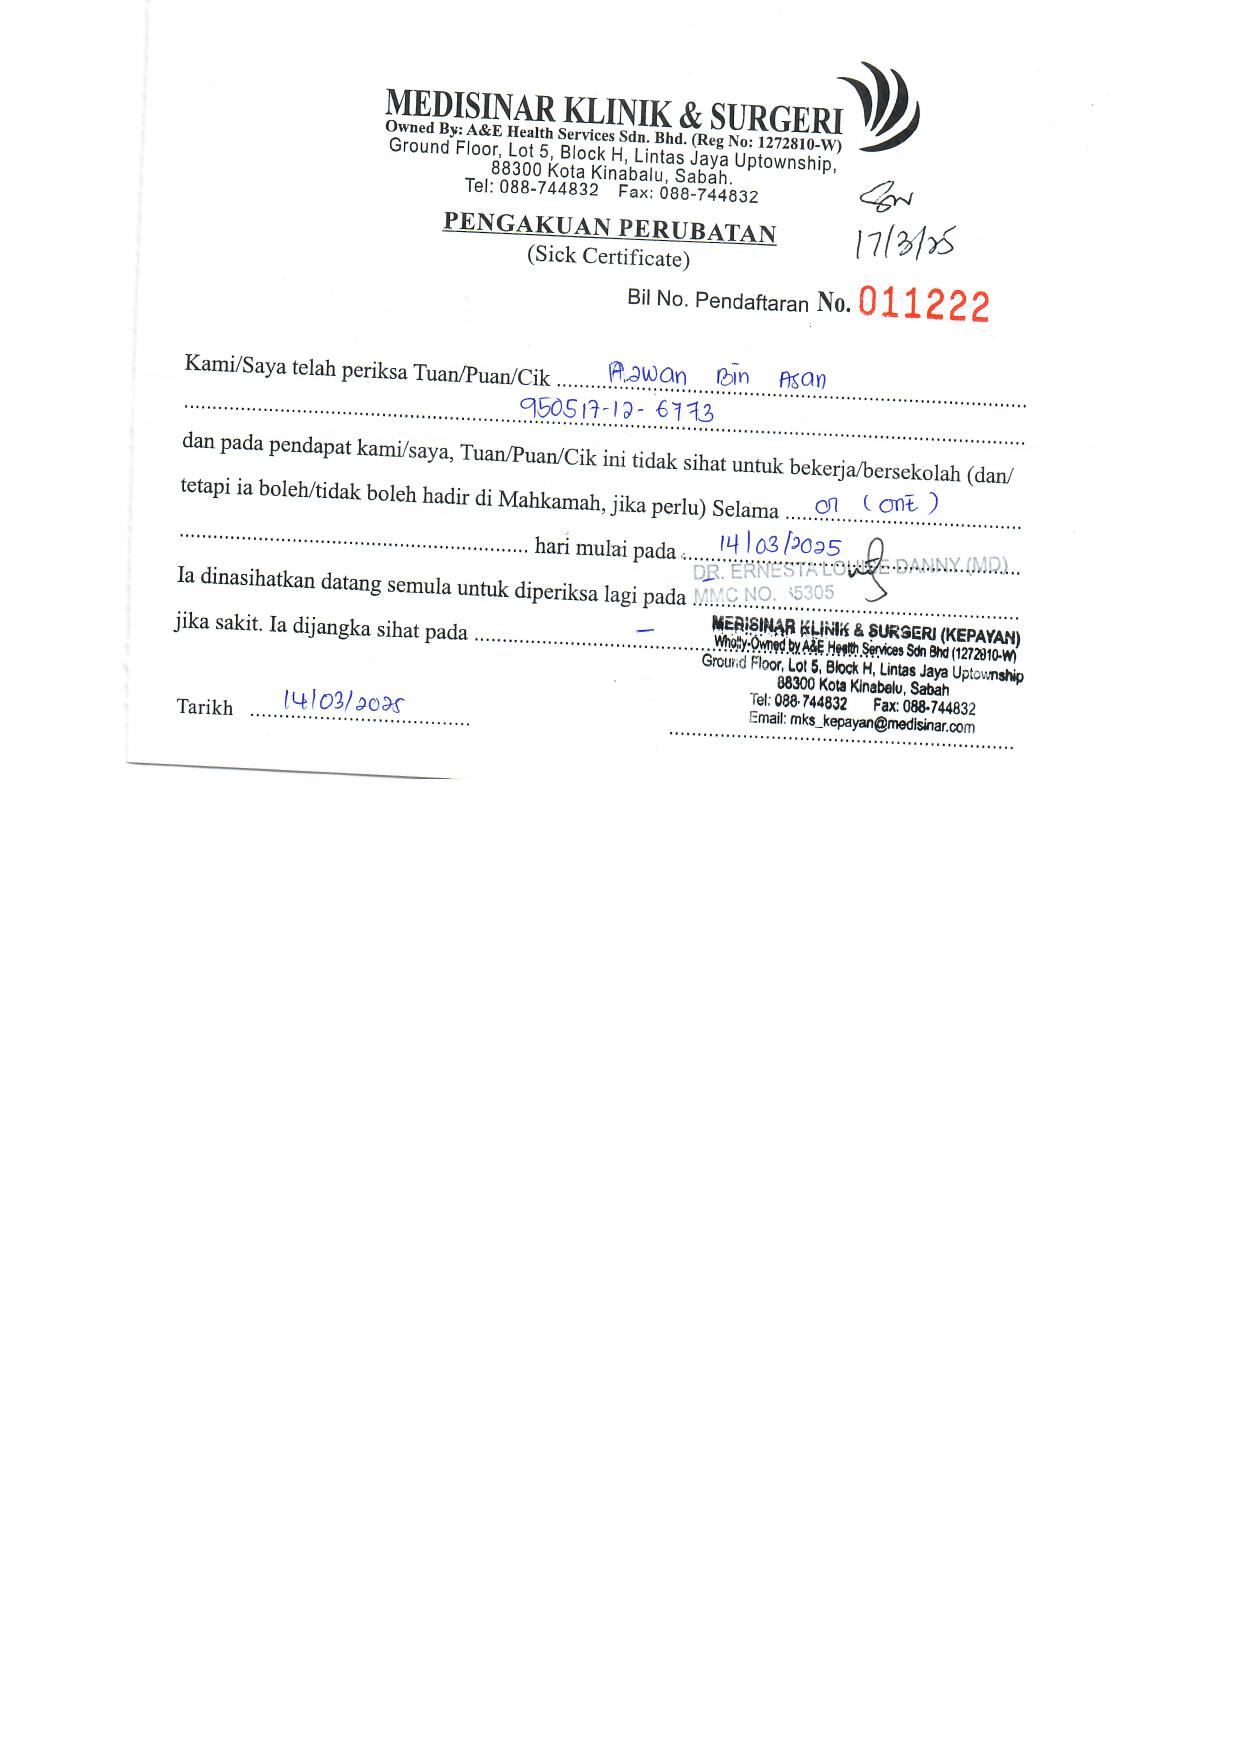 MEDISINAR KLINIK & SURGERI
Owned By: A&E Health Services Sdn. Bhd. (Reg No: 1272810-W)
Ground Floor, Lot 5, Block H, Lintas Jaya Uptownship,
88300 Kota Kinabalu, Sabah.
Tel: 088-744832 Fax: 088-744832
17/3/25
PENGAKUAN PERUBATAN
(Sick Certificate)
Bil No. Pendaftaran No. 011222
Kami/Saya telah periksa Tuan/Puan/Cik ........ Azwan Bin Asan
950517-12-6773
dan pada pendapat kami/saya, Tuan/Puan/Cik ini tidak sihat untuk bekerja/bersekolah (dan/
tetapi ia boleh/tidak boleh hadir di Mahkamah, jika perlu) Selama ..... 01 (one)
hari mulai pada 14/03/2025
DR. ERNESTA LOUISE DANNY (MD)
Ia dinasihatkan datang semula untuk diperiksa lagi pada
MMC NO.
jika sakit. Ia dijangka sihat pada –
MEDISINAR KLINIK & SURGERI (KEPAYAN)
Wholly-Owned by A&E Health Services Sdn Bhd (1272810-W)
Ground Floor, Lot 5, Block H, Lintas Jaya Uptownship
88300 Kota Kinabalu, Sabah
Tel: 088-744832 Fax: 088-744832
Email: mks_kepayan@medisinar.com
Tarikh 14/03/2025